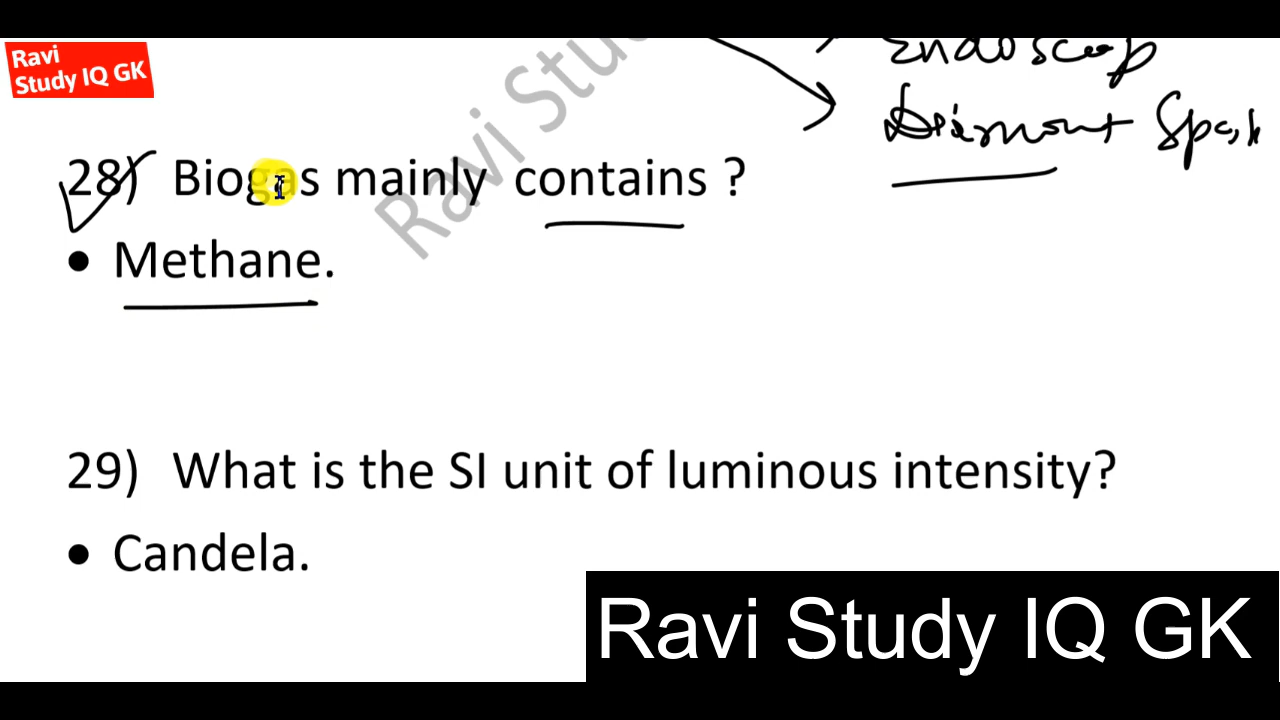 Ravi
Study IQ GK
Endoscop
28) Biogas mainly contains ?
• Methane.
Ravi Stu
29) What is the SI unit of luminous intensity?
• Candela.
Ravi Study IQ GK